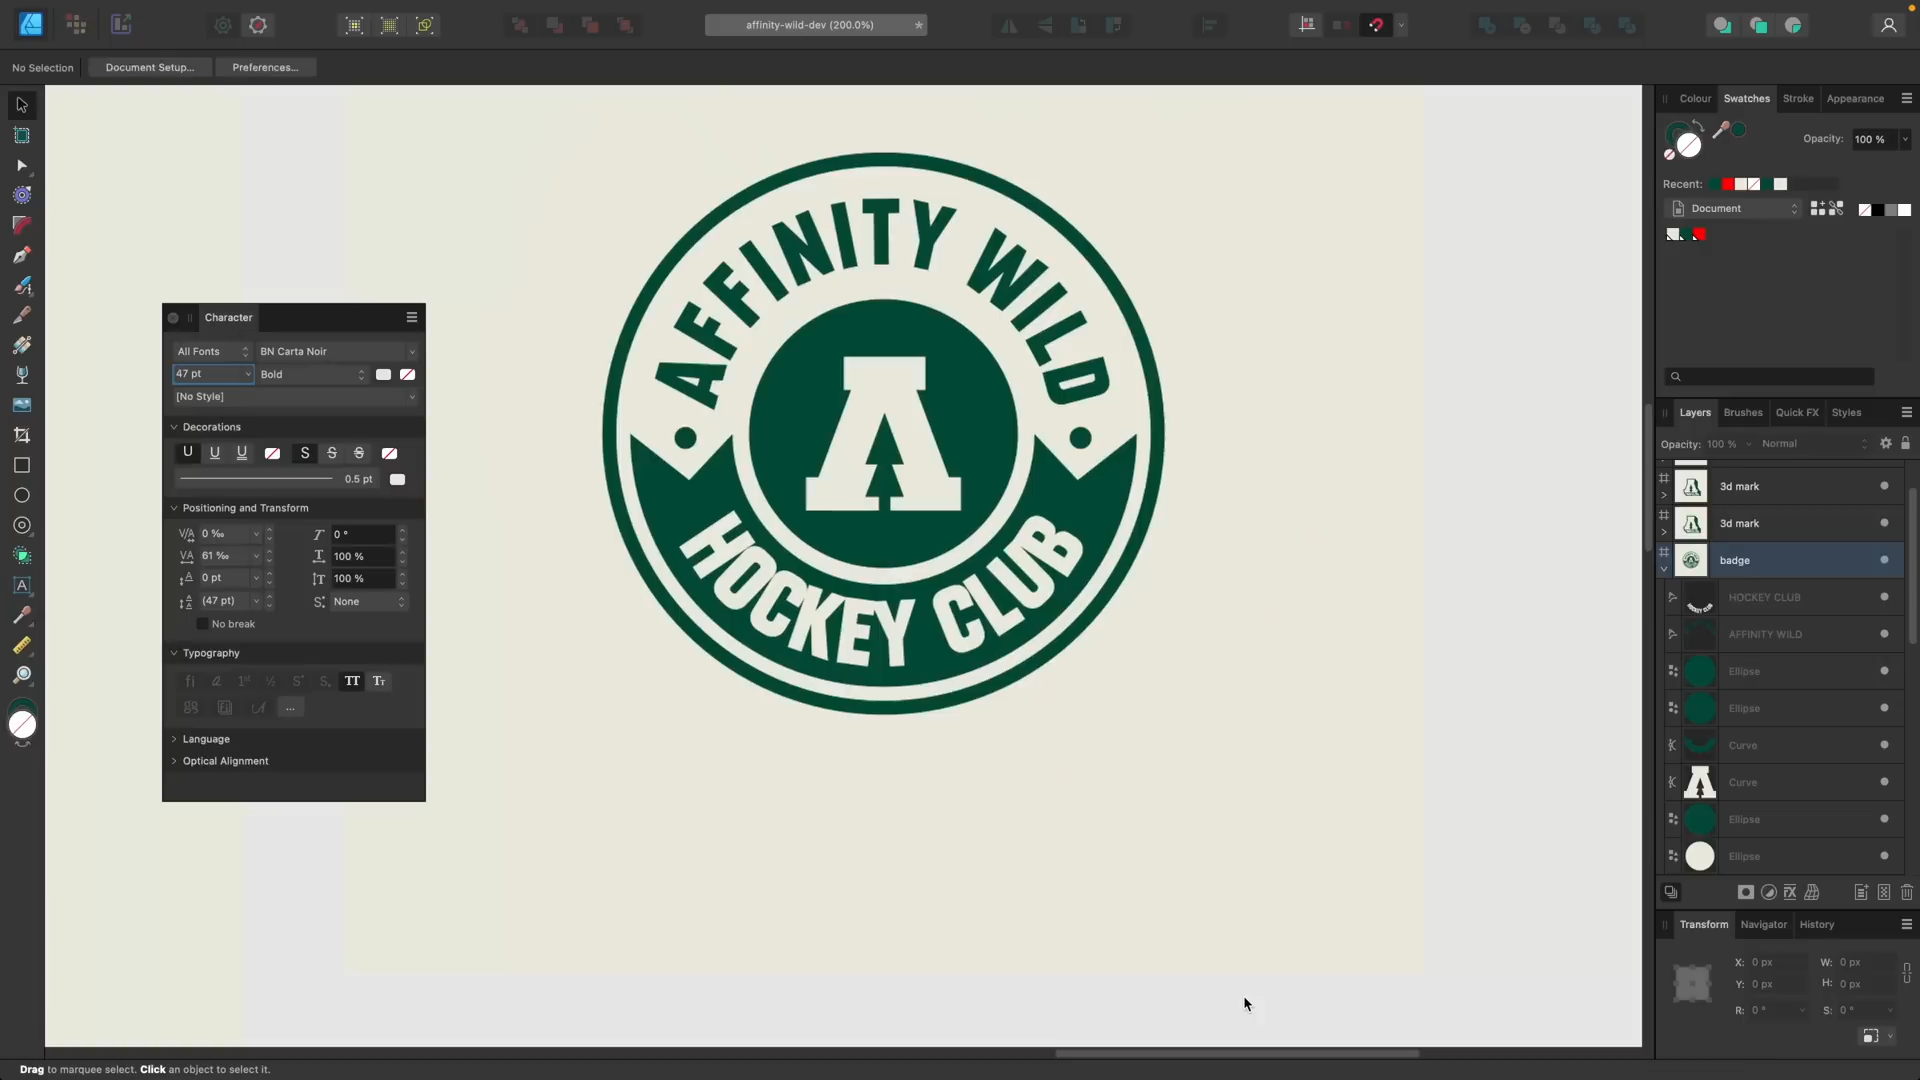 affinity-wild-dev (200.0%)
*
No Selection
Document Setup...
Preferences...
Colour
Swatches
Stroke
Appearance
Opacity:
100 %
Recent:
Document
AFFINITY WILD
A
HOCKEY CLUB
Character
All Fonts
BN Carta Noir
47 pt
Bold
[No Style]
Decorations
U U U
S S S
0.5 pt
Positioning and Transform
0 ‰
0 °
61 ‰
100 %
0 pt
100 %
(47 pt)
None
No break
Typography
TT
Language
Optical Alignment
Layers
Brushes
Quick FX
Styles
Opacity:
100 %
Normal
3d mark
3d mark
badge
HOCKEY CLUB
AFFINITY WILD
Ellipse
Ellipse
Curve
Curve
Ellipse
Ellipse
Transform
Navigator
History
X: 0 px
W: 0 px
Y: 0 px
H: 0 px
R: 0 °
S: 0 °
Drag to marquee select. Click an object to select it.